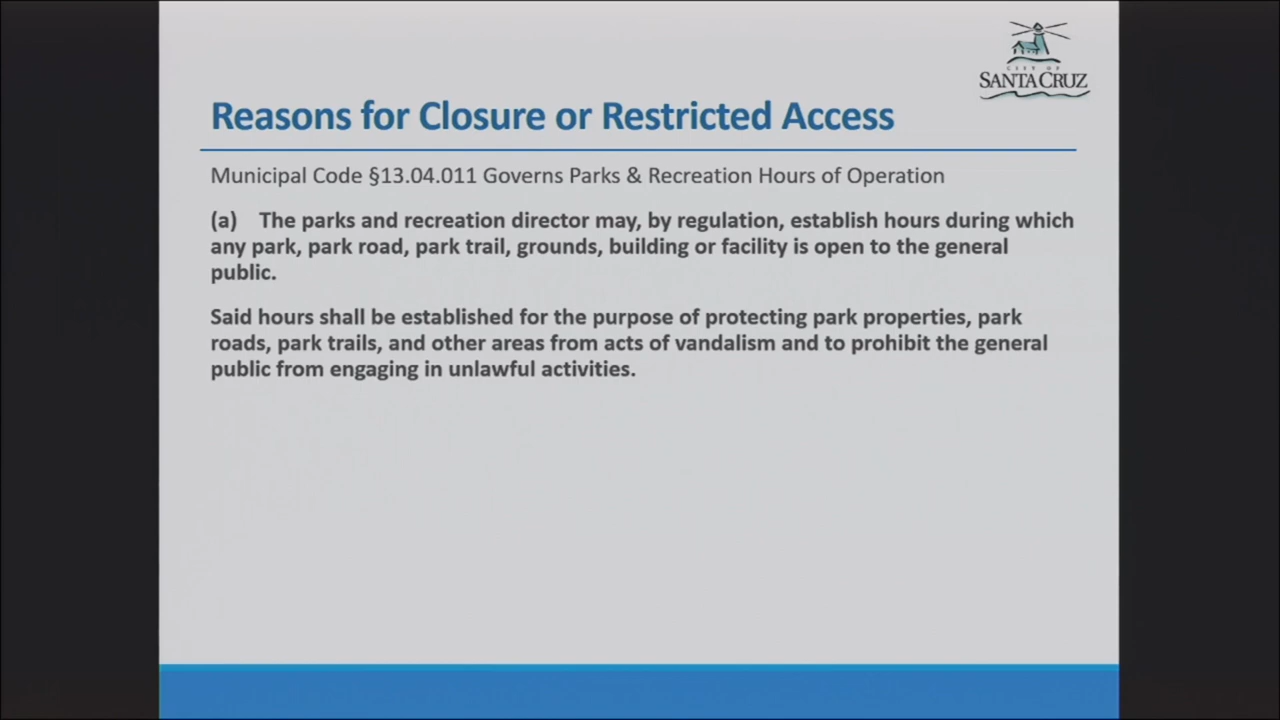 CITY OF
SANTA CRUZ
Reasons for Closure or Restricted Access
Municipal Code §13.04.011 Governs Parks & Recreation Hours of Operation
(a) The parks and recreation director may, by regulation, establish hours during which
any park, park road, park trail, grounds, building or facility is open to the general
public.
Said hours shall be established for the purpose of protecting park properties, park
roads, park trails, and other areas from acts of vandalism and to prohibit the general
public from engaging in unlawful activities.